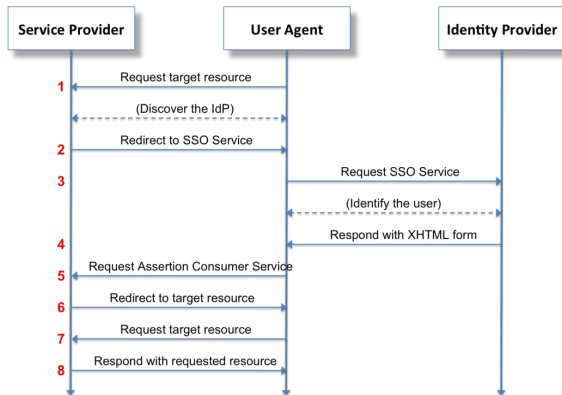 Service Provider
User Agent
Identity Provider
1
Request target resource
(Discover the IdP)
2
Redirect to SSO Service
3
Request SSO Service
(Identify the user)
4
Respond with XHTML form
5
Request Assertion Consumer Service
6
Redirect to target resource
7
Request target resource
8
Respond with requested resource